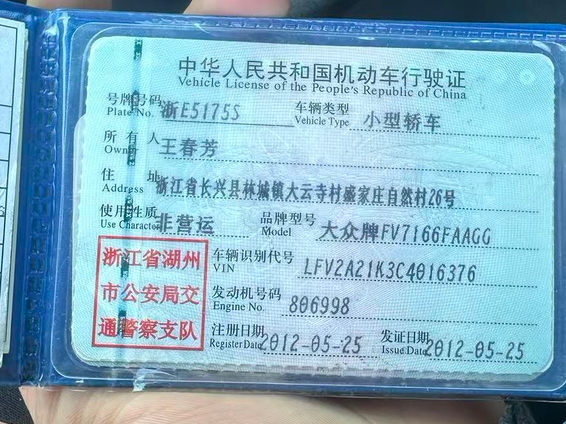 中华人民共和国机动车行驶证
Vehicle License of the People's Republic of China
号牌号码 Plate No. 浙E5175S 车辆类型 Vehicle Type 小型轿车
所有人 Owner 王春芳
住址 Address 浙江省长兴县林城镇大云寺村盛家庄自然村26号
使用性质 Use Character 非营运 品牌型号 Model 大众牌FV7166FAAGG
浙江省湖州市公安局交通警察支队
车辆识别代号 VIN LFV2A21K3C4016376
发动机号码 Engine No. 806998
注册日期 Register Date 2012-05-25 发证日期 Issue Date 2012-05-25